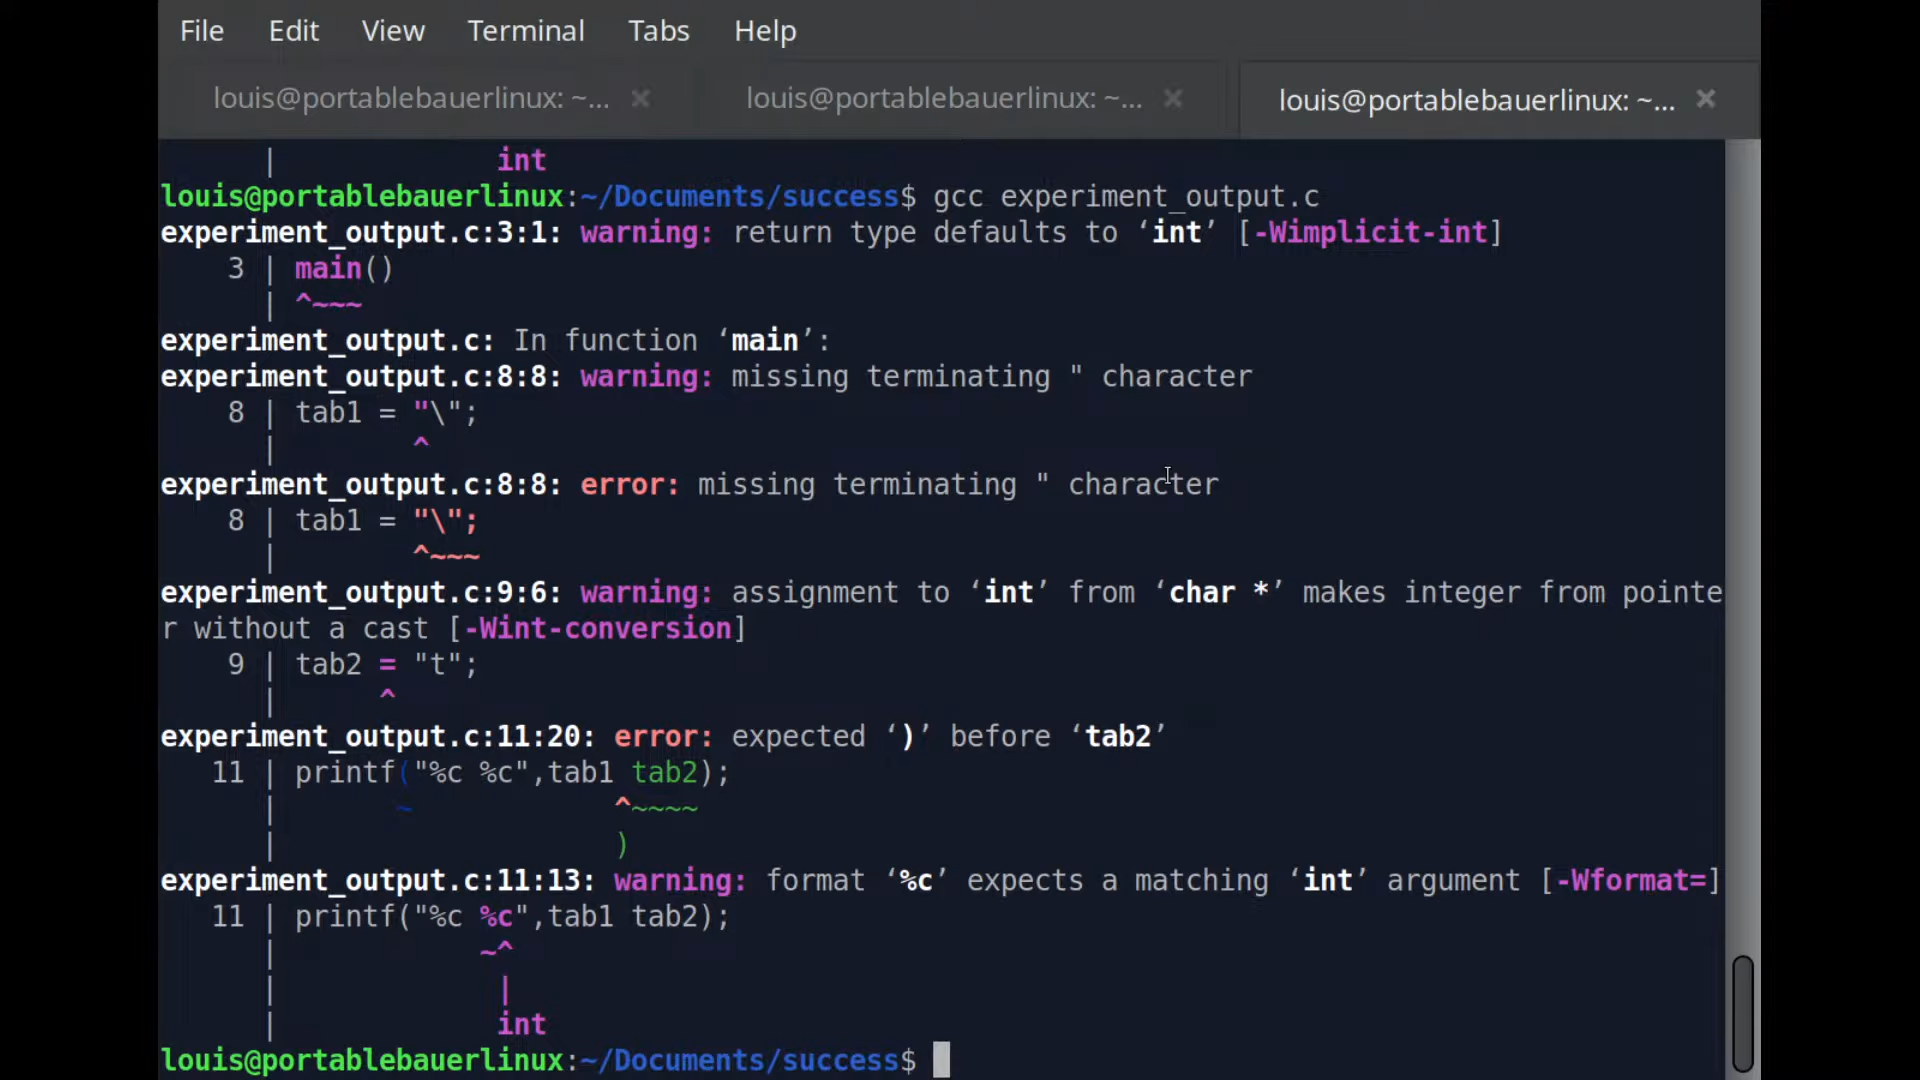 File Edit View Terminal Tabs Help
louis@portablebauerlinux: ~... × louis@portablebauerlinux: ~... × louis@portablebauerlinux: ~... ×
| int
louis@portablebauerlinux:~/Documents/success$ gcc experiment_output.c
experiment_output.c:3:1: warning: return type defaults to ‘int’ [-Wimplicit-int]
3 | main()
| ^~~~
experiment_output.c: In function ‘main’:
experiment_output.c:8:8: warning: missing terminating " character
8 | tab1 = "\";
| ^
experiment_output.c:8:8: error: missing terminating " character
8 | tab1 = "\";
| ^~~~
experiment_output.c:9:6: warning: assignment to ‘int’ from ‘char *’ makes integer from pointe
r without a cast [-Wint-conversion]
9 | tab2 = "t";
| ^
experiment_output.c:11:20: error: expected ‘)’ before ‘tab2’
11 | printf("%c %c",tab1 tab2);
| ~ ^~~~~
| )
experiment_output.c:11:13: warning: format ‘%c’ expects a matching ‘int’ argument [-Wformat=]
11 | printf("%c %c",tab1 tab2);
| ~^
| |
| int
louis@portablebauerlinux:~/Documents/success$